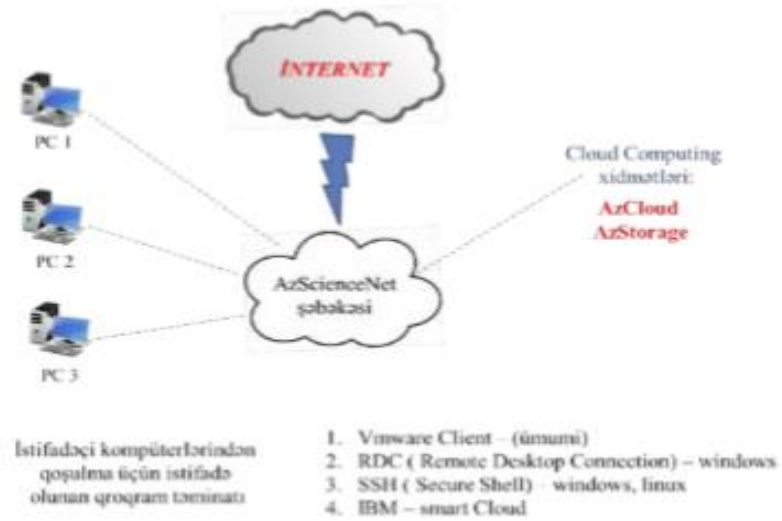 İNTERNET
PC 1
PC 2
PC 3
AzScienceNet
şəbəkəsi
Cloud Computing
xidmətləri:
AzCloud
AzStorage
İstifadəçi kompüterlərindən
qoşulma üçün istifadə
olunan qroqram təminatı
1. Vmware Client – (ümumi)
2. RDC ( Remote Desktop Connection) – windows
3. SSH ( Secure Shell) – windows, linux
4. IBM – smart Cloud